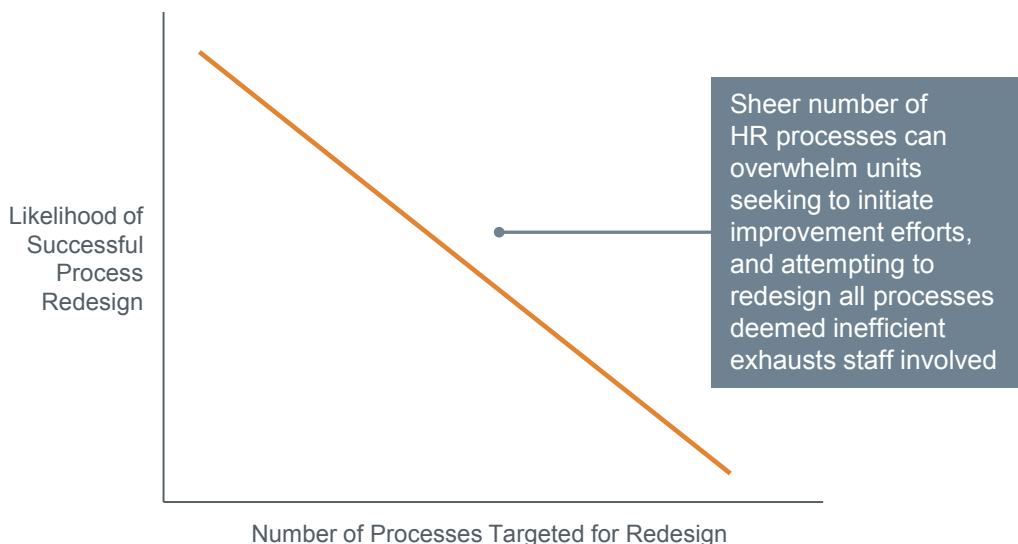 Likelihood of
Successful
Process
Redesign
Sheer number of
HR processes can
overwhelm units
seeking to initiate
improvement efforts,
and attempting to
redesign all processes
deemed inefficient
exhausts staff involved
Number of Processes Targeted for Redesign